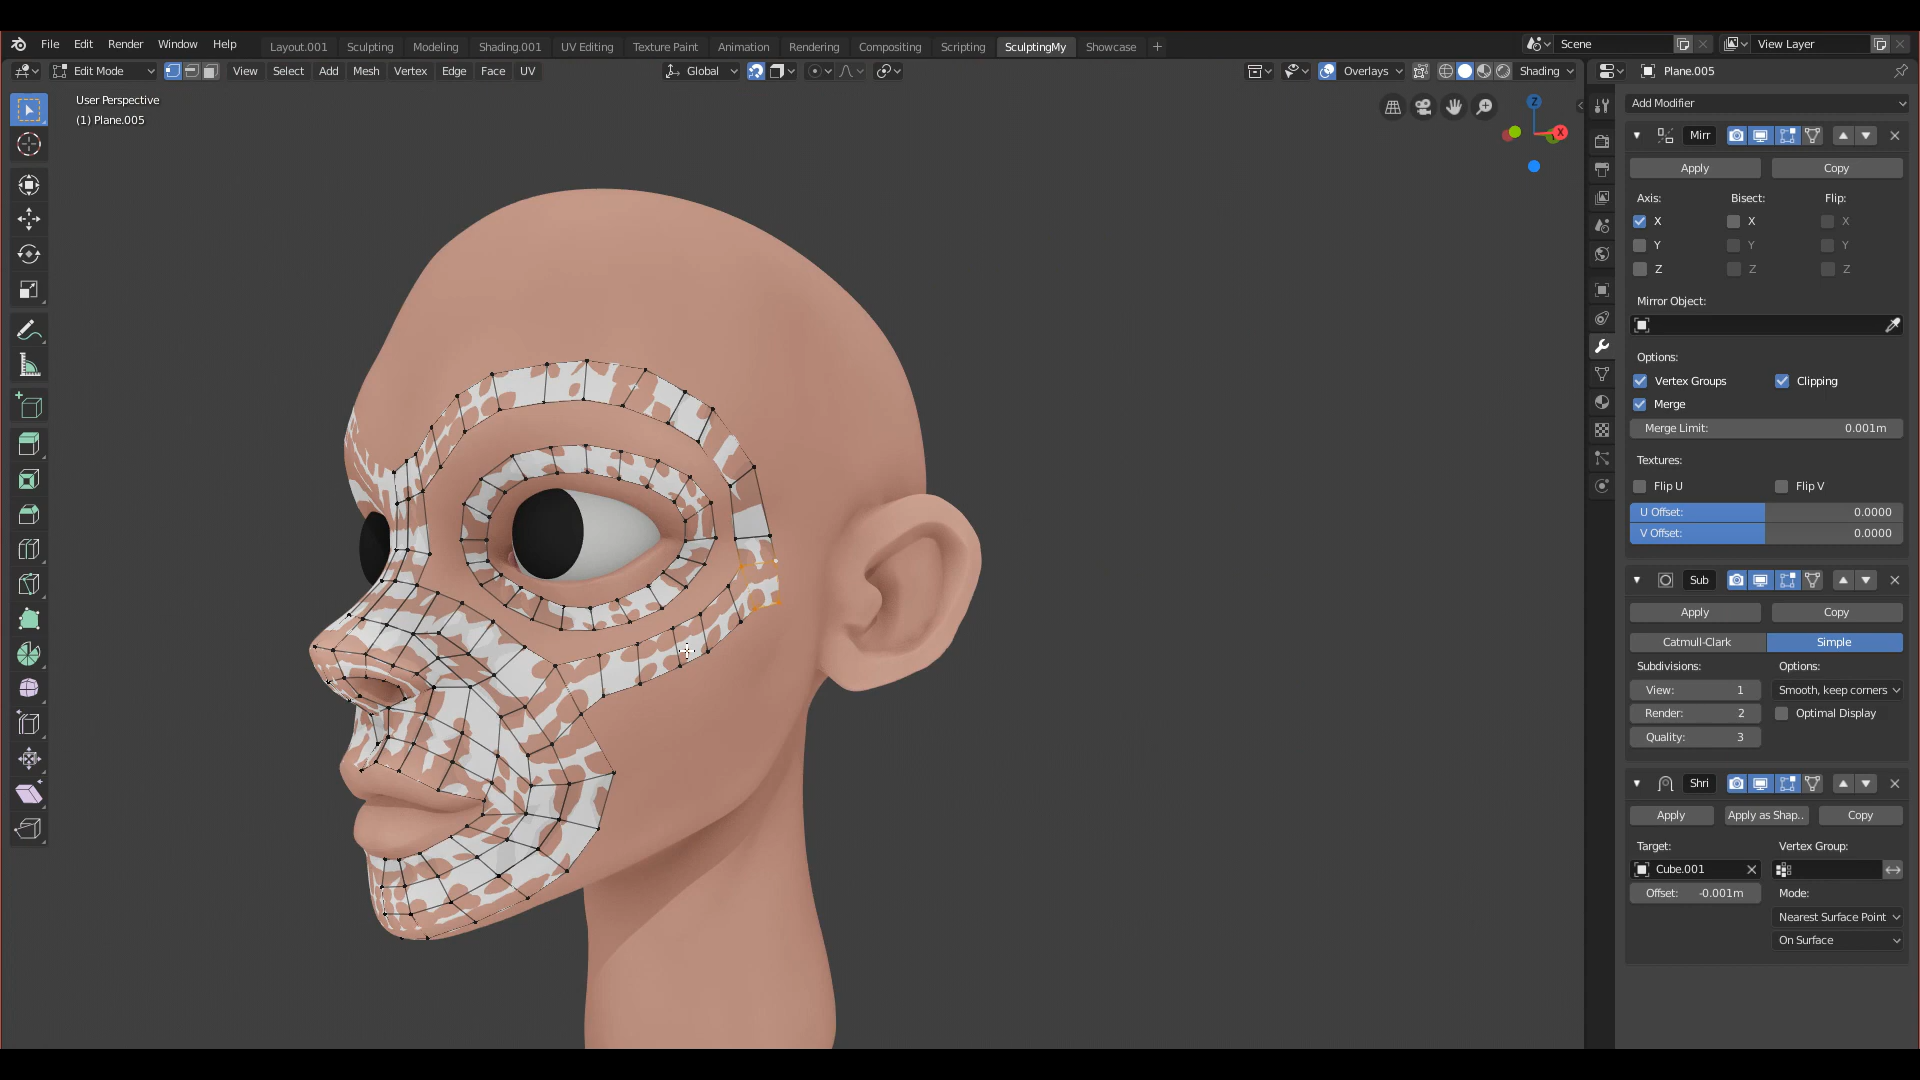 File Edit Render Window Help Layout.001 Sculpting Modeling Shading.001 UV Editing Texture Paint Animation Rendering Compositing Scripting SculptingMy Showcase + Scene View Layer
Edit Mode View Select Add Mesh Vertex Edge Face UV Global Overlays Shading Plane.005
User Perspective
(1) Plane.005
Z
X
Add Modifier
Mirr
Apply Copy
Axis: Bisect: Flip:
X X X
Y Y Y
Z Z Z
Mirror Object:
Options:
Vertex Groups Clipping
Merge
Merge Limit: 0.001m
Textures:
Flip U Flip V
U Offset: 0.0000
V Offset: 0.0000
Sub
Apply Copy
Catmull-Clark Simple
Subdivisions: Options:
View: 1 Smooth, keep corners
Render: 2 Optimal Display
Quality: 3
Shri
Apply Apply as Shap.. Copy
Target: Vertex Group:
Cube.001
Offset: -0.001m Mode:
Nearest Surface Point
On Surface